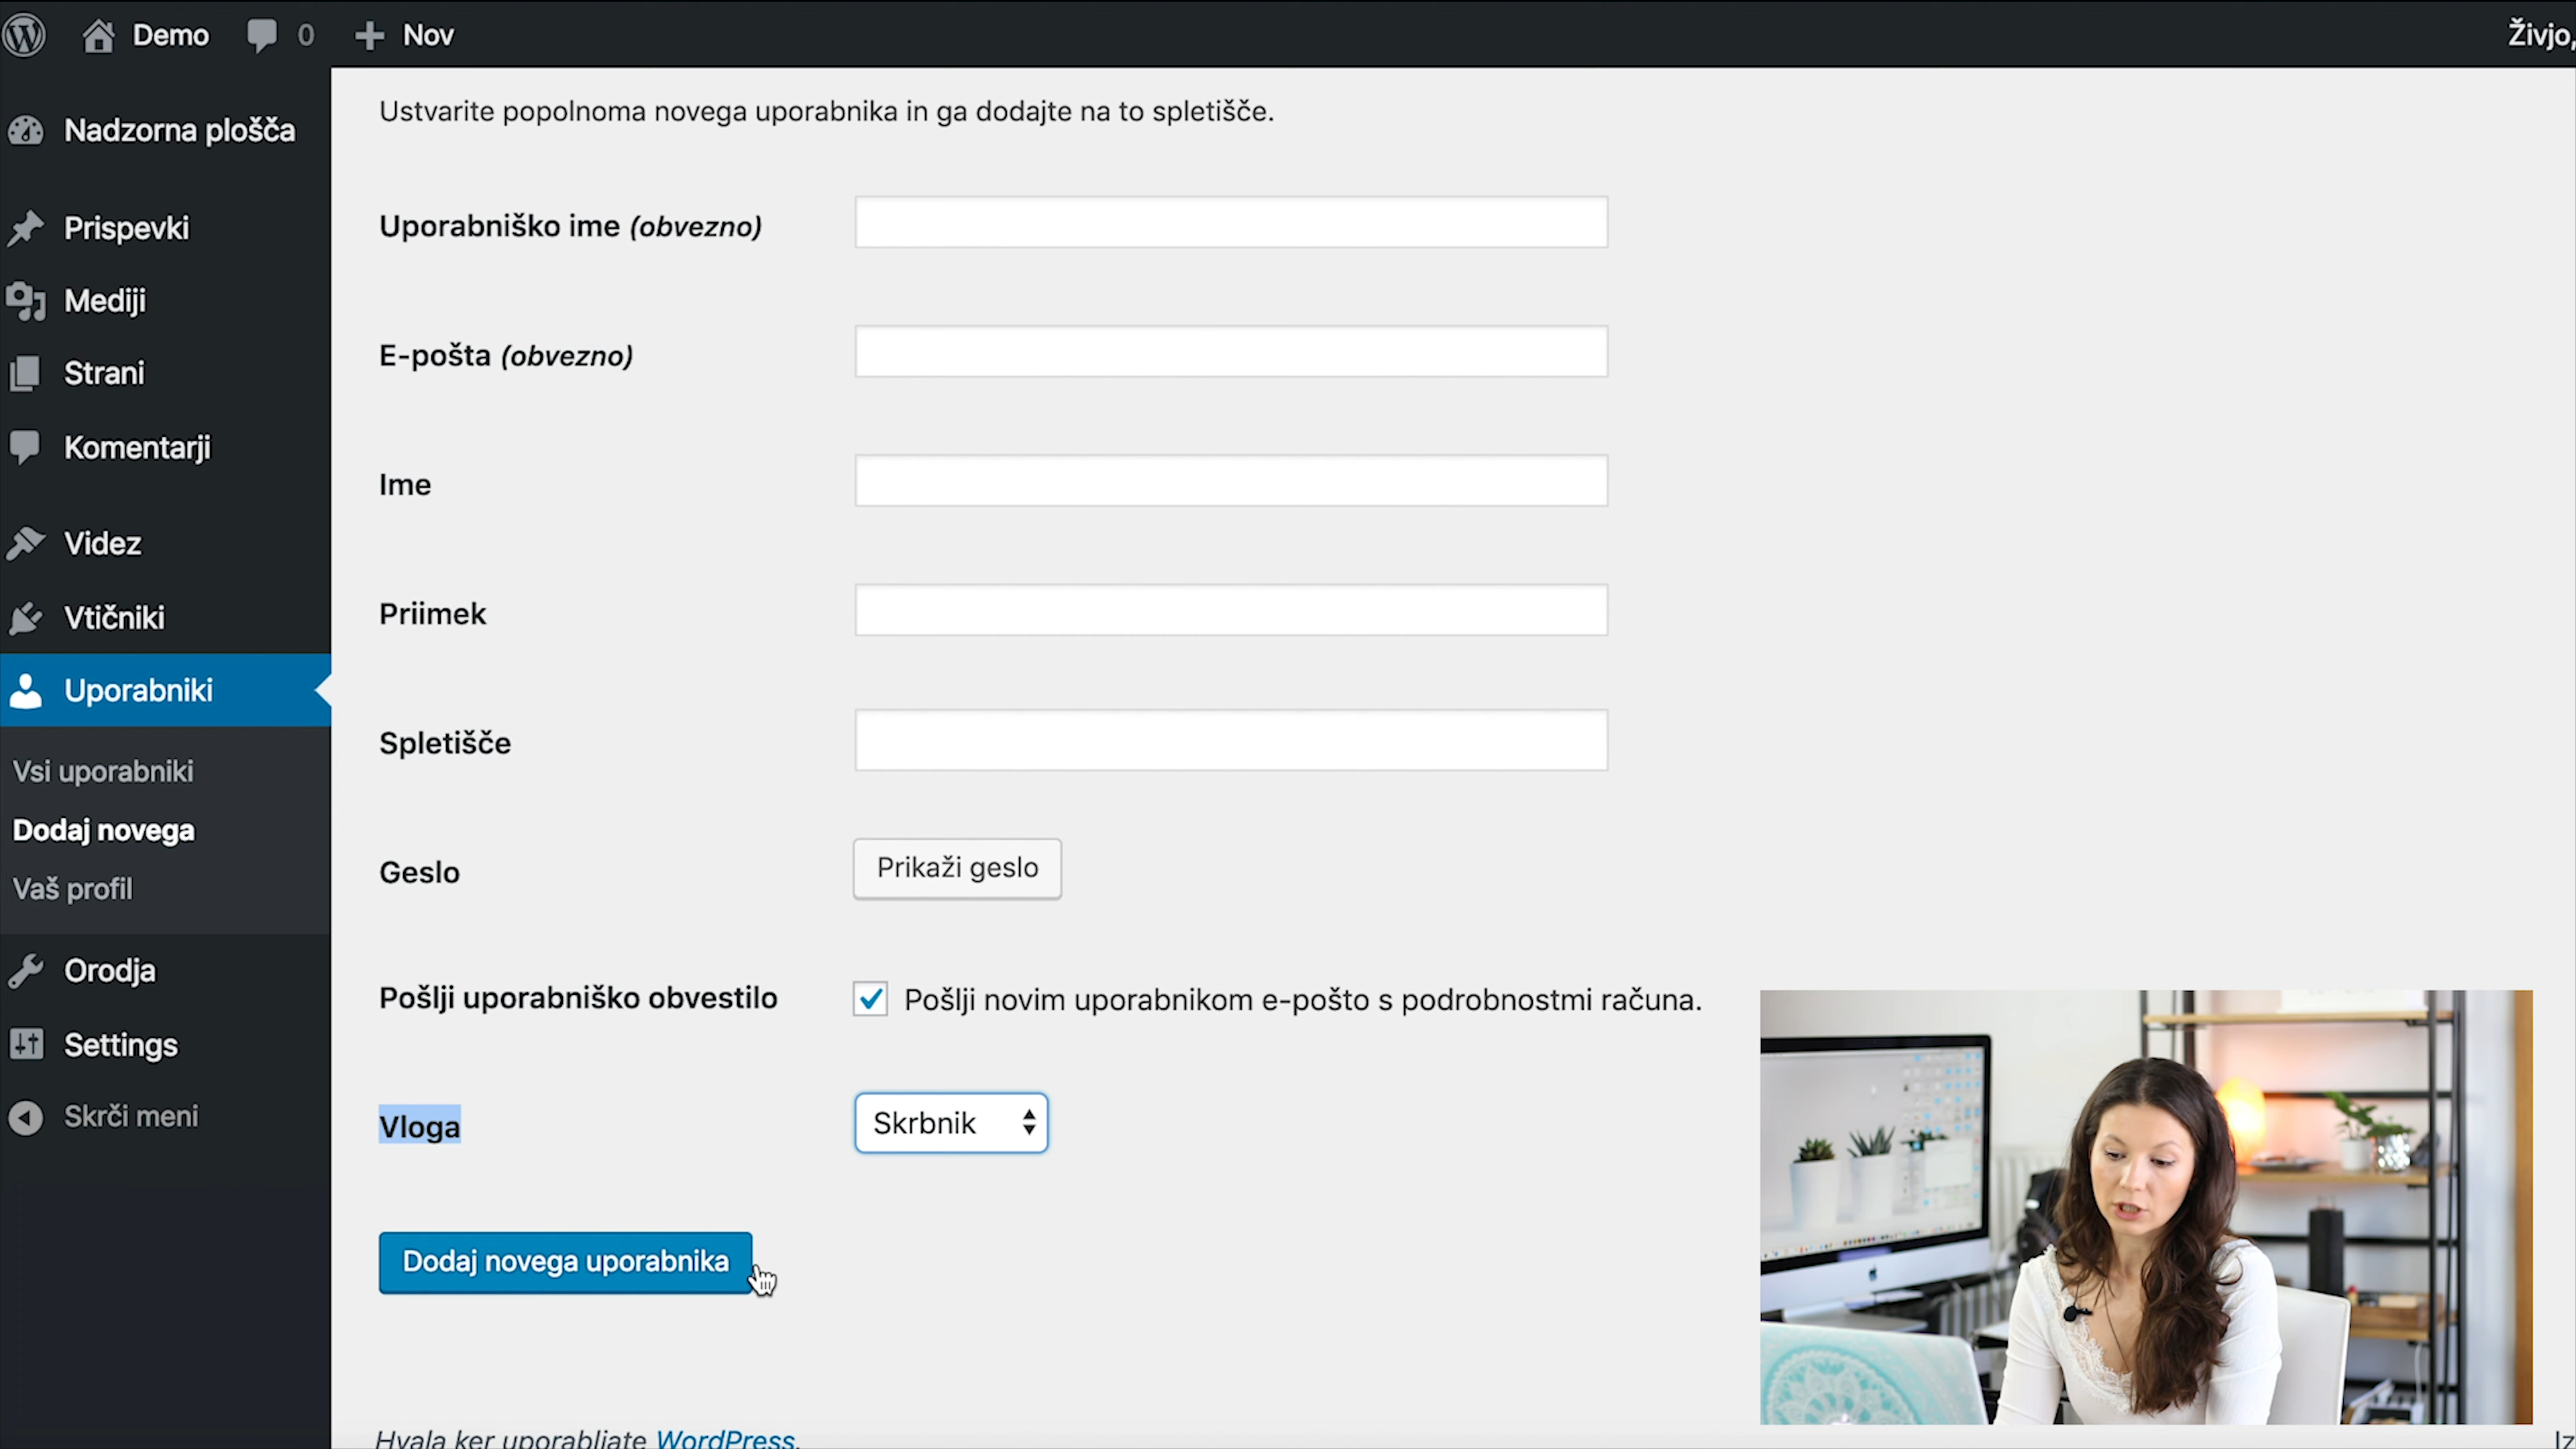 Demo
0
Nov
Živjo,
Nadzorna plošča
Prispevki
Mediji
Strani
Komentarji
Videz
Vtičniki
Uporabniki
Vsi uporabniki
Dodaj novega
Vaš profil
Orodja
Settings
Skrči meni
Ustvarite popolnoma novega uporabnika in ga dodajte na to spletišče.
Uporabniško ime (obvezno)
E-pošta (obvezno)
Ime
Priimek
Spletišče
Geslo
Prikaži geslo
Pošlji uporabniško obvestilo
Pošlji novim uporabnikom e-pošto s podrobnostmi računa.
Vloga
Skrbnik
Dodaj novega uporabnika
Hvala ker uporabljate WordPress.